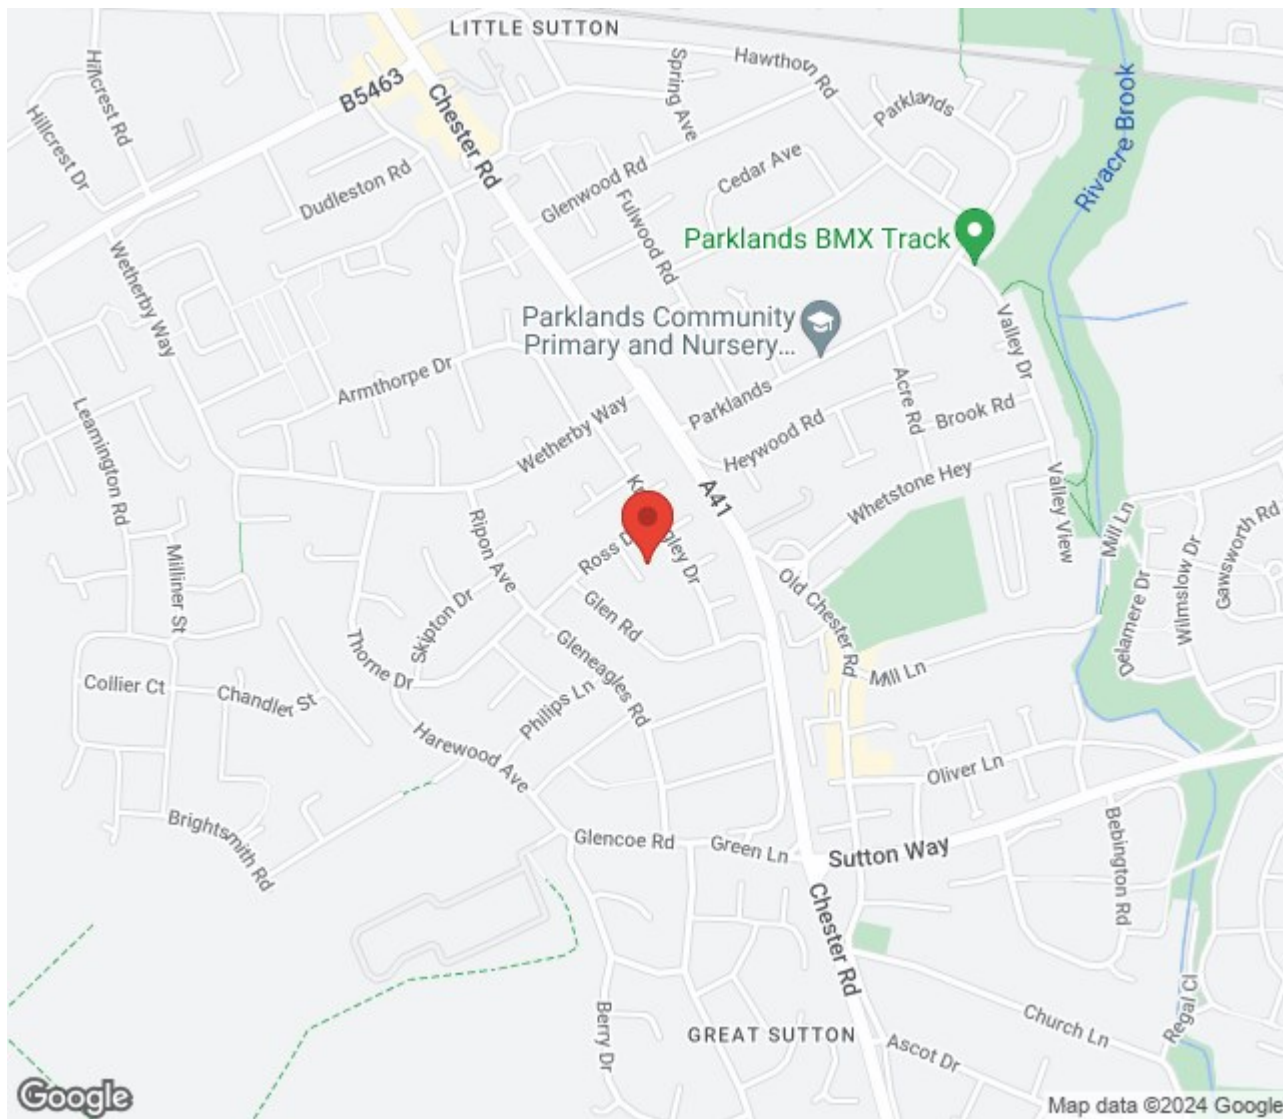 LITTLE SUTTON
Hillcrest Rd
Hillcrest Dr
B5463
Chester Rd
Spring Ave
Hawthorn Rd
Parklands
Rivacre Brook
Dudleston Rd
Glenwood Rd
Cedar Ave
Fulwood Rd
Parklands BMX Track
Wetherby Way
Parklands Community
Primary and Nursery...
Valley Dr
Armthorpe Dr
Wetherby Way
Parklands
Acre Rd
Brook Rd
Heywood Rd
Leamington Rd
A41
Whetstone Hey
Valley View
Mill Ln
Gawsworth Rd
Wilmslow Dr
Delamere Dr
Ripon Ave
Ross
Glen Rd
Old Chester Rd
Milliner St
Skipton Dr
Thorne Dr
Gleneagles Rd
Mill Ln
Collier Ct
Chandler St
Philips Ln
Harewood Ave
Oliver Ln
Brightsmith Rd
Glencoe Rd
Green Ln
Sutton Way
Bebington Rd
Chester Rd
Berry Dr
GREAT SUTTON
Ascot Dr
Church Ln
Regal Cl
Google
Map data ©2024 Google